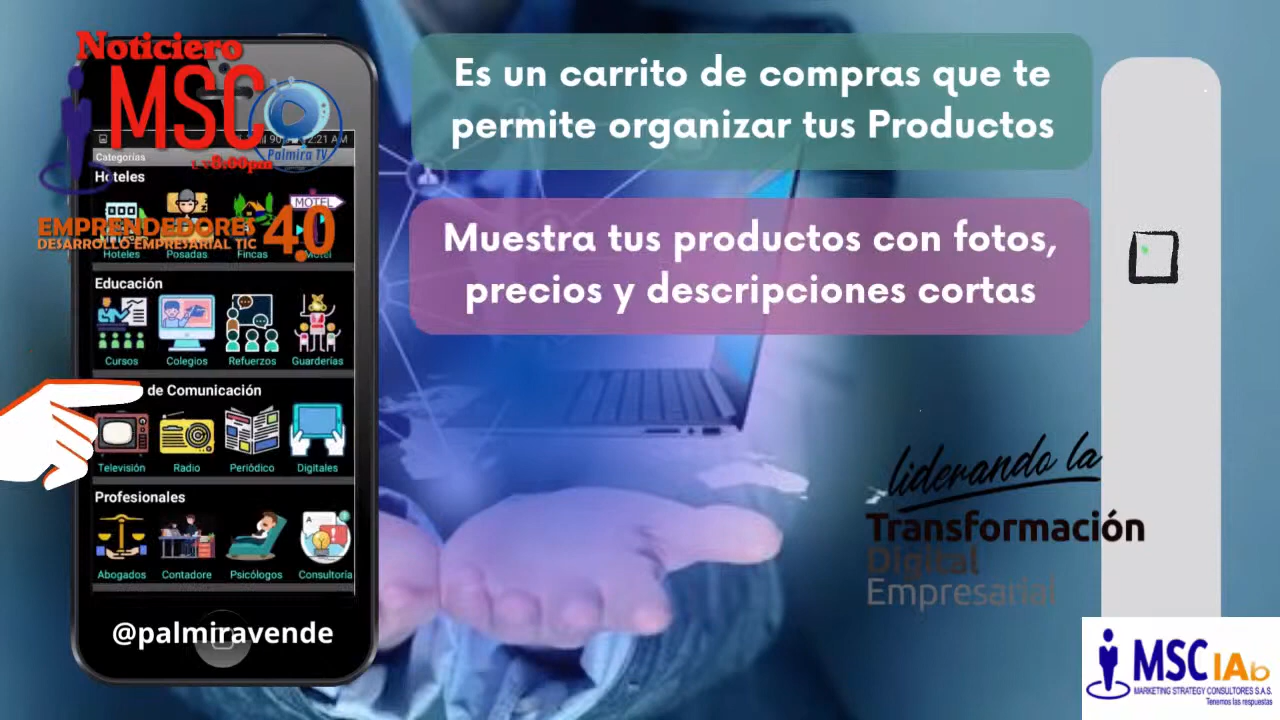 Noticiero
MSC
Palmira TV
8:00pm
EMPRENDEDORES 4.0
DESARROLLO EMPRESARIAL TIC
2:21 AM
Categorías
Hoteles
MOTEL
Hoteles Posadas Fincas Motel
Educación
Cursos Colegios Refuerzos Guarderías
de Comunicación
Televisión Radio Periódico Digitales
Profesionales
Abogados Contadore Psicólogos Consultoría
@palmiravende
Es un carrito de compras que te
permite organizar tus Productos
Muestra tus productos con fotos,
precios y descripciones cortas
liderando la
Transformación
Digital
Empresarial
MSC IAb
MARKETING STRATEGY CONSULTORES S.A.S.
Tenemos las respuestas